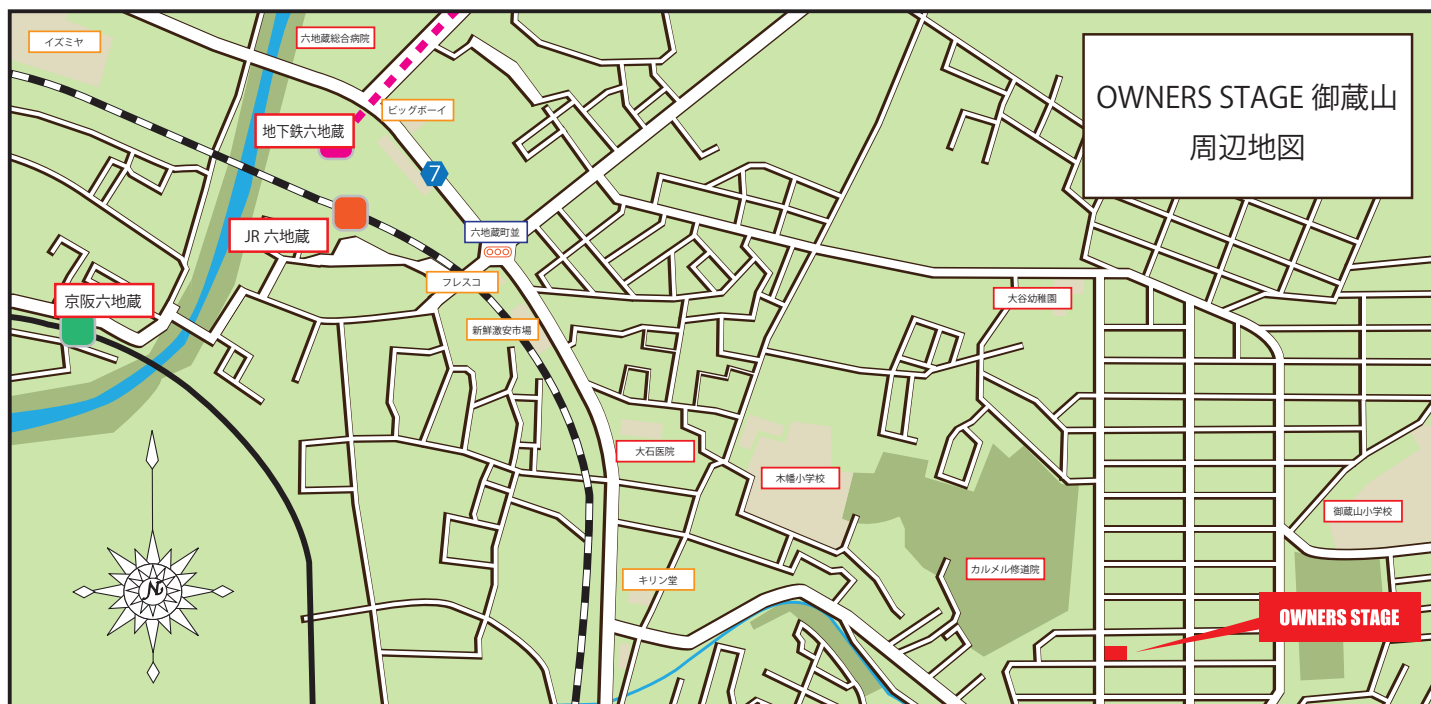 イズミヤ
六地蔵総合病院
OWNERS STAGE 御蔵山
周辺地図
ビッグボーイ
地下鉄六地蔵
7
JR 六地蔵
六地蔵町並
フレスコ
京阪六地蔵
大谷幼稚園
新鮮激安市場
大石医院
木幡小学校
御蔵山小学校
カルメル修道院
キリン堂
N
OWNERS STAGE